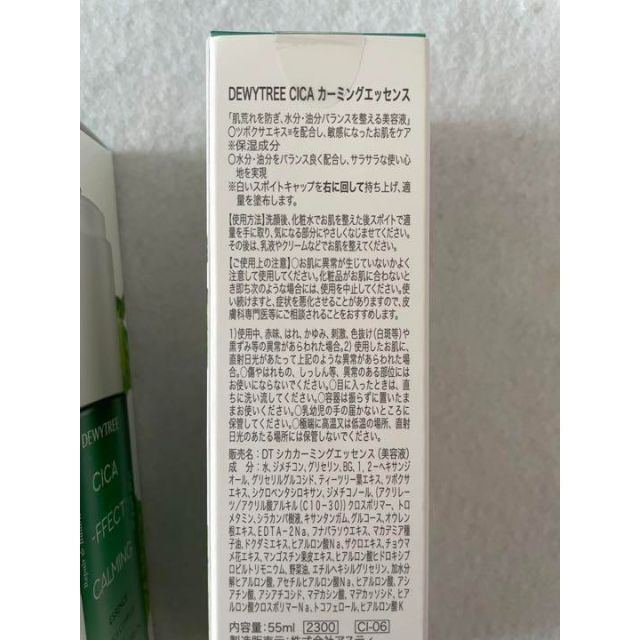 DEWYTREE CICA カーミングエッセンス
「肌荒れを防ぎ、水分・油分バランスを整える美容液」
○ツボクサエキス※を配合し、敏感になったお肌をケア
※保湿成分
○水分・油分をバランス良く配合し、サラサラな使い心
地を実現
※白いスポイトキャップを右に回して持ち上げ、適
量を塗布します。
【使用方法】洗顔後、化粧水でお肌を整えた後スポイトで適
量を手に取り、気になる部分にやさしくなじませてください。
その後は、乳液やクリームなどでお肌を整えてください。
【ご使用上の注意】○お肌に異常が生じていないかよく
注意して使用してください。化粧品がお肌に合わないと
き即ち次のような場合には、使用を中止してください。使
い続けますと、症状を悪化させることがありますので、皮
膚科専門医等にご相談されることをおすすめします。
1)使用中、赤味、はれ、かゆみ、刺激、色抜け(白斑等)や
黒ずみ等の異常があらわれた場合。2)使用したお肌に、
直射日光があたって上記のような異常があらわれた場
合。○傷やはれもの、しっしん等、異常のある部位には
お使いにならないでください。○目に入ったときは、直
ちに洗い流してください。○容器は振らずに置いたま
まお使いください。○乳幼児の手の届かないところに保
管してください。○極端に高温又は低温の場所、直射
日光のあたる場所には保管しないでください。
販売名:DT シカカーミングエッセンス(美容液)
成 分:水、ジメチコン、グリセリン、BG、1,2-ヘキサンジ
オール、グリセリルグルコシド、ティーツリー葉エキス、ツボクサ
エキス、シクロペンタシロキサン、ジメチコノール、(アクリレー
ツ/アクリル酸アルキル(C10-30))クロスポリマー、トロ
メタミン、シラカンバ樹液、キサンタンガム、グルコース、オウレン
根エキス、EDTA-2Na、フナバラソウエキス、マカデミア種
子油、ドクダミエキス、ヒアルロン酸Na、ザクロエキス、チョウマ
メ花エキス、マンゴスチン果皮エキス、ヒアルロン酸ヒドロキシプ
ロピルトリモニウム、野菜油、エチルヘキシルグリセリン、加水分
解ヒアルロン酸、アセチルヒアルロン酸Na、ヒアルロン酸、アシ
アチン酸、アシアチコシド、マデカシン酸、マデカッソシド、ヒア
ルロン酸クロスポリマーNa、トコフェロール、ヒアルロン酸K
内容量:55ml 2300 CI-06
製造販売元:株式会社アスティ
DEWYTREE
CICA
-FFECT
CALMING
ESSENCE